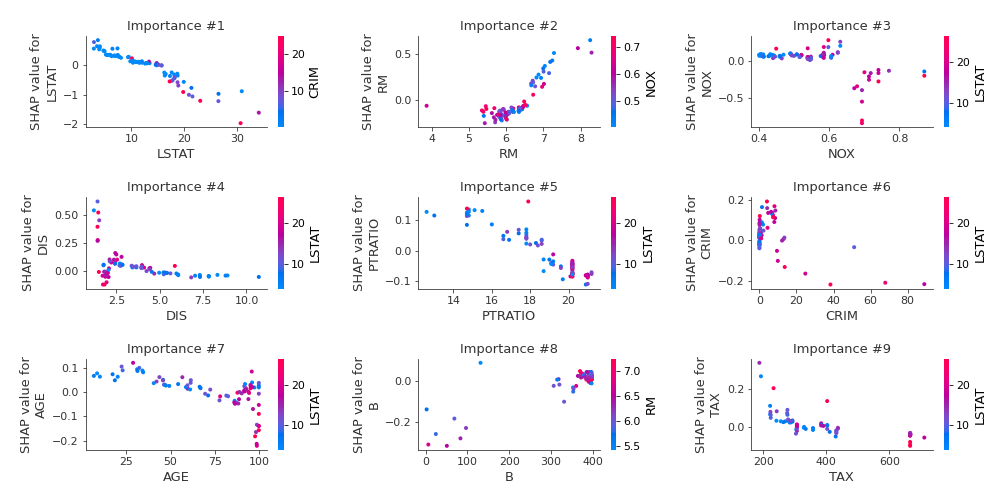 Importance #1
SHAP value for
LSTAT
0
−1
−2
10
20
30
LSTAT
20
10
CRIM
Importance #2
SHAP value for
RM
0.5
0.0
4
5
6
7
8
RM
0.7
0.6
0.5
NOX
Importance #3
SHAP value for
NOX
0.0
−0.5
0.4
0.6
0.8
NOX
20
10
LSTAT
Importance #4
SHAP value for
DIS
0.50
0.25
0.00
2.5
5.0
7.5
10.0
DIS
20
10
LSTAT
Importance #5
SHAP value for
PTRATIO
0.1
0.0
−0.1
14
16
18
20
PTRATIO
20
10
LSTAT
Importance #6
SHAP value for
CRIM
0.2
0.0
−0.2
0
20
40
60
80
CRIM
20
10
LSTAT
Importance #7
SHAP value for
AGE
0.1
0.0
−0.1
−0.2
25
50
75
100
AGE
20
10
LSTAT
Importance #8
SHAP value for
B
0.0
−0.2
0
100
200
300
400
B
7.0
6.5
6.0
5.5
RM
Importance #9
SHAP value for
TAX
0.2
0.0
200
400
600
TAX
20
10
LSTAT